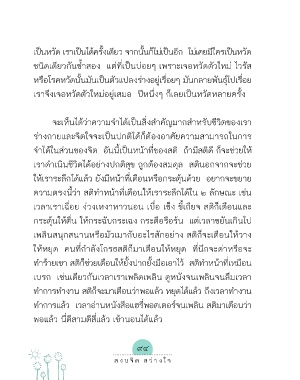 เป็นหวัด เราเป็นได้ครั้งเดียว จากนั้นก็ไม่เป็นอีก ไม่เคยมีใครเป็นหวัด
ชนิดเดียวกันซ้ำสอง แต่ที่เป็นบ่อยๆ เพราะเจอหวัดตัวใหม่ ไวรัส
หรือโรคหวัดนั้นมันเป็นตัวแปลงร่างอยู่เรื่อยๆ มันกลายพันธุ์ไปเรื่อย
เราจึงเจอหวัดตัวใหม่อยู่เสมอ ปีหนึ่งๆ ก็เลยเป็นหวัดหลายครั้ง
จะเห็นได้ว่าความจำได้เป็นสิ่งสำคัญมากสำหรับชีวิตของเรา
ร่างกายและจิตใจจะเป็นปกติได้ก็ต้องอาศัยความสามารถในการ
จำได้ในส่วนของจิต อันนี้เป็นหน้าที่ของสติ ถ้ามีสติดี ก็จะช่วยให้
เราดำเนินชีวิตได้อย่างปกติสุข ถูกต้องสมดุล สตินอกจากจะช่วย
ให้เราระลึกได้แล้ว ยังมีหน้าที่เตือนหรือกระตุ้นด้วย อยากจะขยาย
ความตรงนี้ว่า สติทำหน้าที่เตือนให้เราระลึกได้ใน ๒ ลักษณะ เช่น
เวลาเราเฉื่อย ง่วงเหงาหาวนอน เบื่อ เซ็ง ขี้เกียจ สติก็เตือนและ
กระตุ้นให้ตื่น ให้กระฉับกระเฉง กระตือรือร้น แต่เวลาขยันเกินไป
เพลินสนุกสนานหรือมัวเมากับอะไรสักอย่าง สติก็จะเตือนให้วาง
ให้หยุด คนที่กำลังโกรธสติก็มาเตือนให้หยุด ที่นึกจะด่าหรือจะ
ทำร้ายเขา สติก็ช่วยเตือนให้ยั้งปากยั้งมือเอาไว้ สติทำหน้าที่เหมือน
เบรก เช่นเดียวกันเวลาเราเพลิดเพลิน ดูหนังจนเพลินจนลืมเวลา
ทำการทำงาน สติก็จะมาเตือนว่าพอแล้ว หยุดได้แล้ว ถึงเวลาทำงาน
ทำการแล้ว เวลาอ่านหนังสือแฮรี่พอตเตอร์จนเพลิน สติมาเตือนว่า
พอแล้ว นี่ตีสามตีสี่แล้ว เข้านอนได้แล้ว
๙๔
สงบจิต สว่างใจ